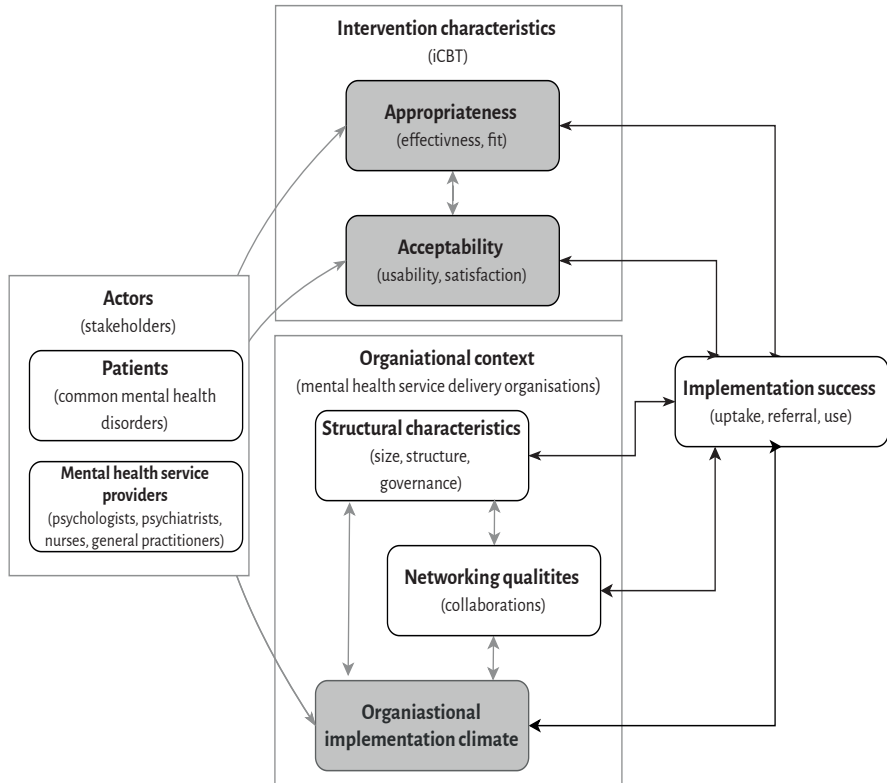 Intervention characteristics
(iCBT)
Appropriateness
(effectivness, fit)
Acceptability
(usability, satisfaction)
Actors
(stakeholders)
Patients
(common mental health
disorders)
Mental health service
providers
(psychologists, psychiatrists,
nurses, general practitioners)
Organiational context
(mental health service delivery organisations)
Structural characteristics
(size, structure,
governance)
Networking qualitites
(collaborations)
Organiastional
implementation climate
Implementation success
(uptake, referral, use)